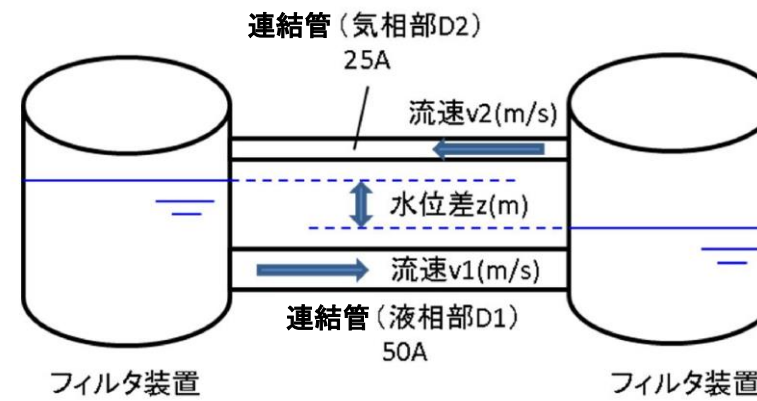 連結管（気相部D2）
25A
流速v2(m/s)
水位差z(m)
流速v1(m/s)
連結管（液相部D1）
50A
フィルタ装置
フィルタ装置